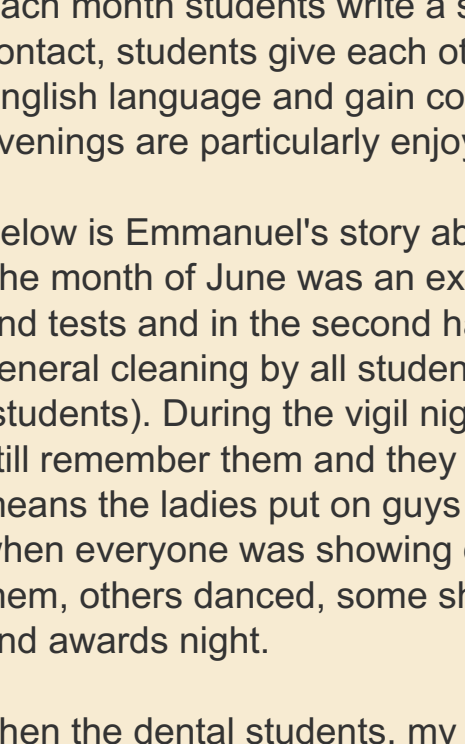 ach month students write a s
ontact, students give each ot
nglish language and gain co
venings are particularly enjoy
elow is Emmanuel's story ab
he month of June was an ex
nd tests and in the second ha
eneral cleaning by all studen
students). During the vigil nig
till remember them and they
neans the ladies put on guys
when everyone was showing
hem, others danced, some sh
nd awards night.
hen the dental students, my